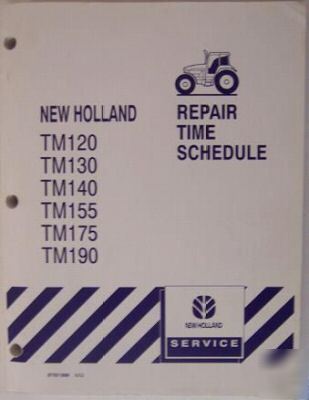 NEW HOLLAND
TM120
TM130
TM140
TM155
TM175
TM190
REPAIR
TIME
SCHEDULE
NEW HOLLAND
SERVICE